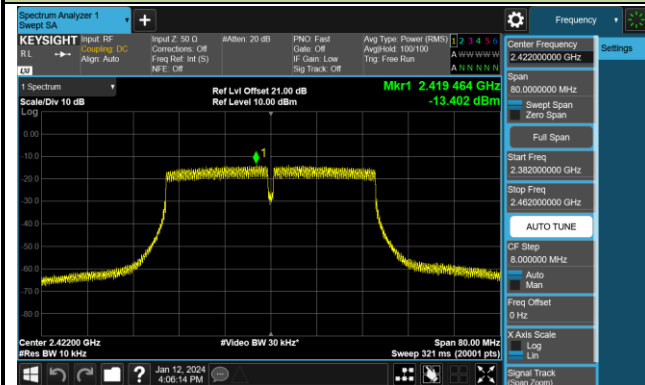 Spectrum Analyzer 1
Swept SA
Frequency
KEYSIGHT
RL
LXI
Input: RF
Coupling: DC
Align: Auto
Input Z: 50 Ω
Corrections: Off
Freq Ref: Int (S)
NFE: Off
#Atten: 20 dB
PNO: Fast
Gate: Off
IF Gain: Low
Sig Track: Off
Avg Type: Power (RMS)
Avg|Hold: 100/100
Trig: Free Run
1 2 3 4 5 6
A W W W W W
A N N N N N
Center Frequency
2.422000000 GHz
Settings
Span
80.0000000 MHz
Swept Span
Zero Span
Full Span
Start Freq
2.382000000 GHz
Stop Freq
2.462000000 GHz
AUTO TUNE
CF Step
8.000000 MHz
Auto
Man
Freq Offset
0 Hz
X Axis Scale
Log
Lin
Signal Track
(Span Zoom)
1 Spectrum
Scale/Div 10 dB
Log
Ref Lvl Offset 21.00 dB
Ref Level 10.00 dBm
Mkr1 2.419 464 GHz
-13.402 dBm
0.00
-10.0
1
-20.0
-30.0
-40.0
-50.0
-60.0
-70.0
-80.0
Center 2.42200 GHz
#Res BW 10 kHz
#Video BW 30 kHz*
Span 80.00 MHz
Sweep 321 ms (20001 pts)
?
Jan 12, 2024
4:06:14 PM